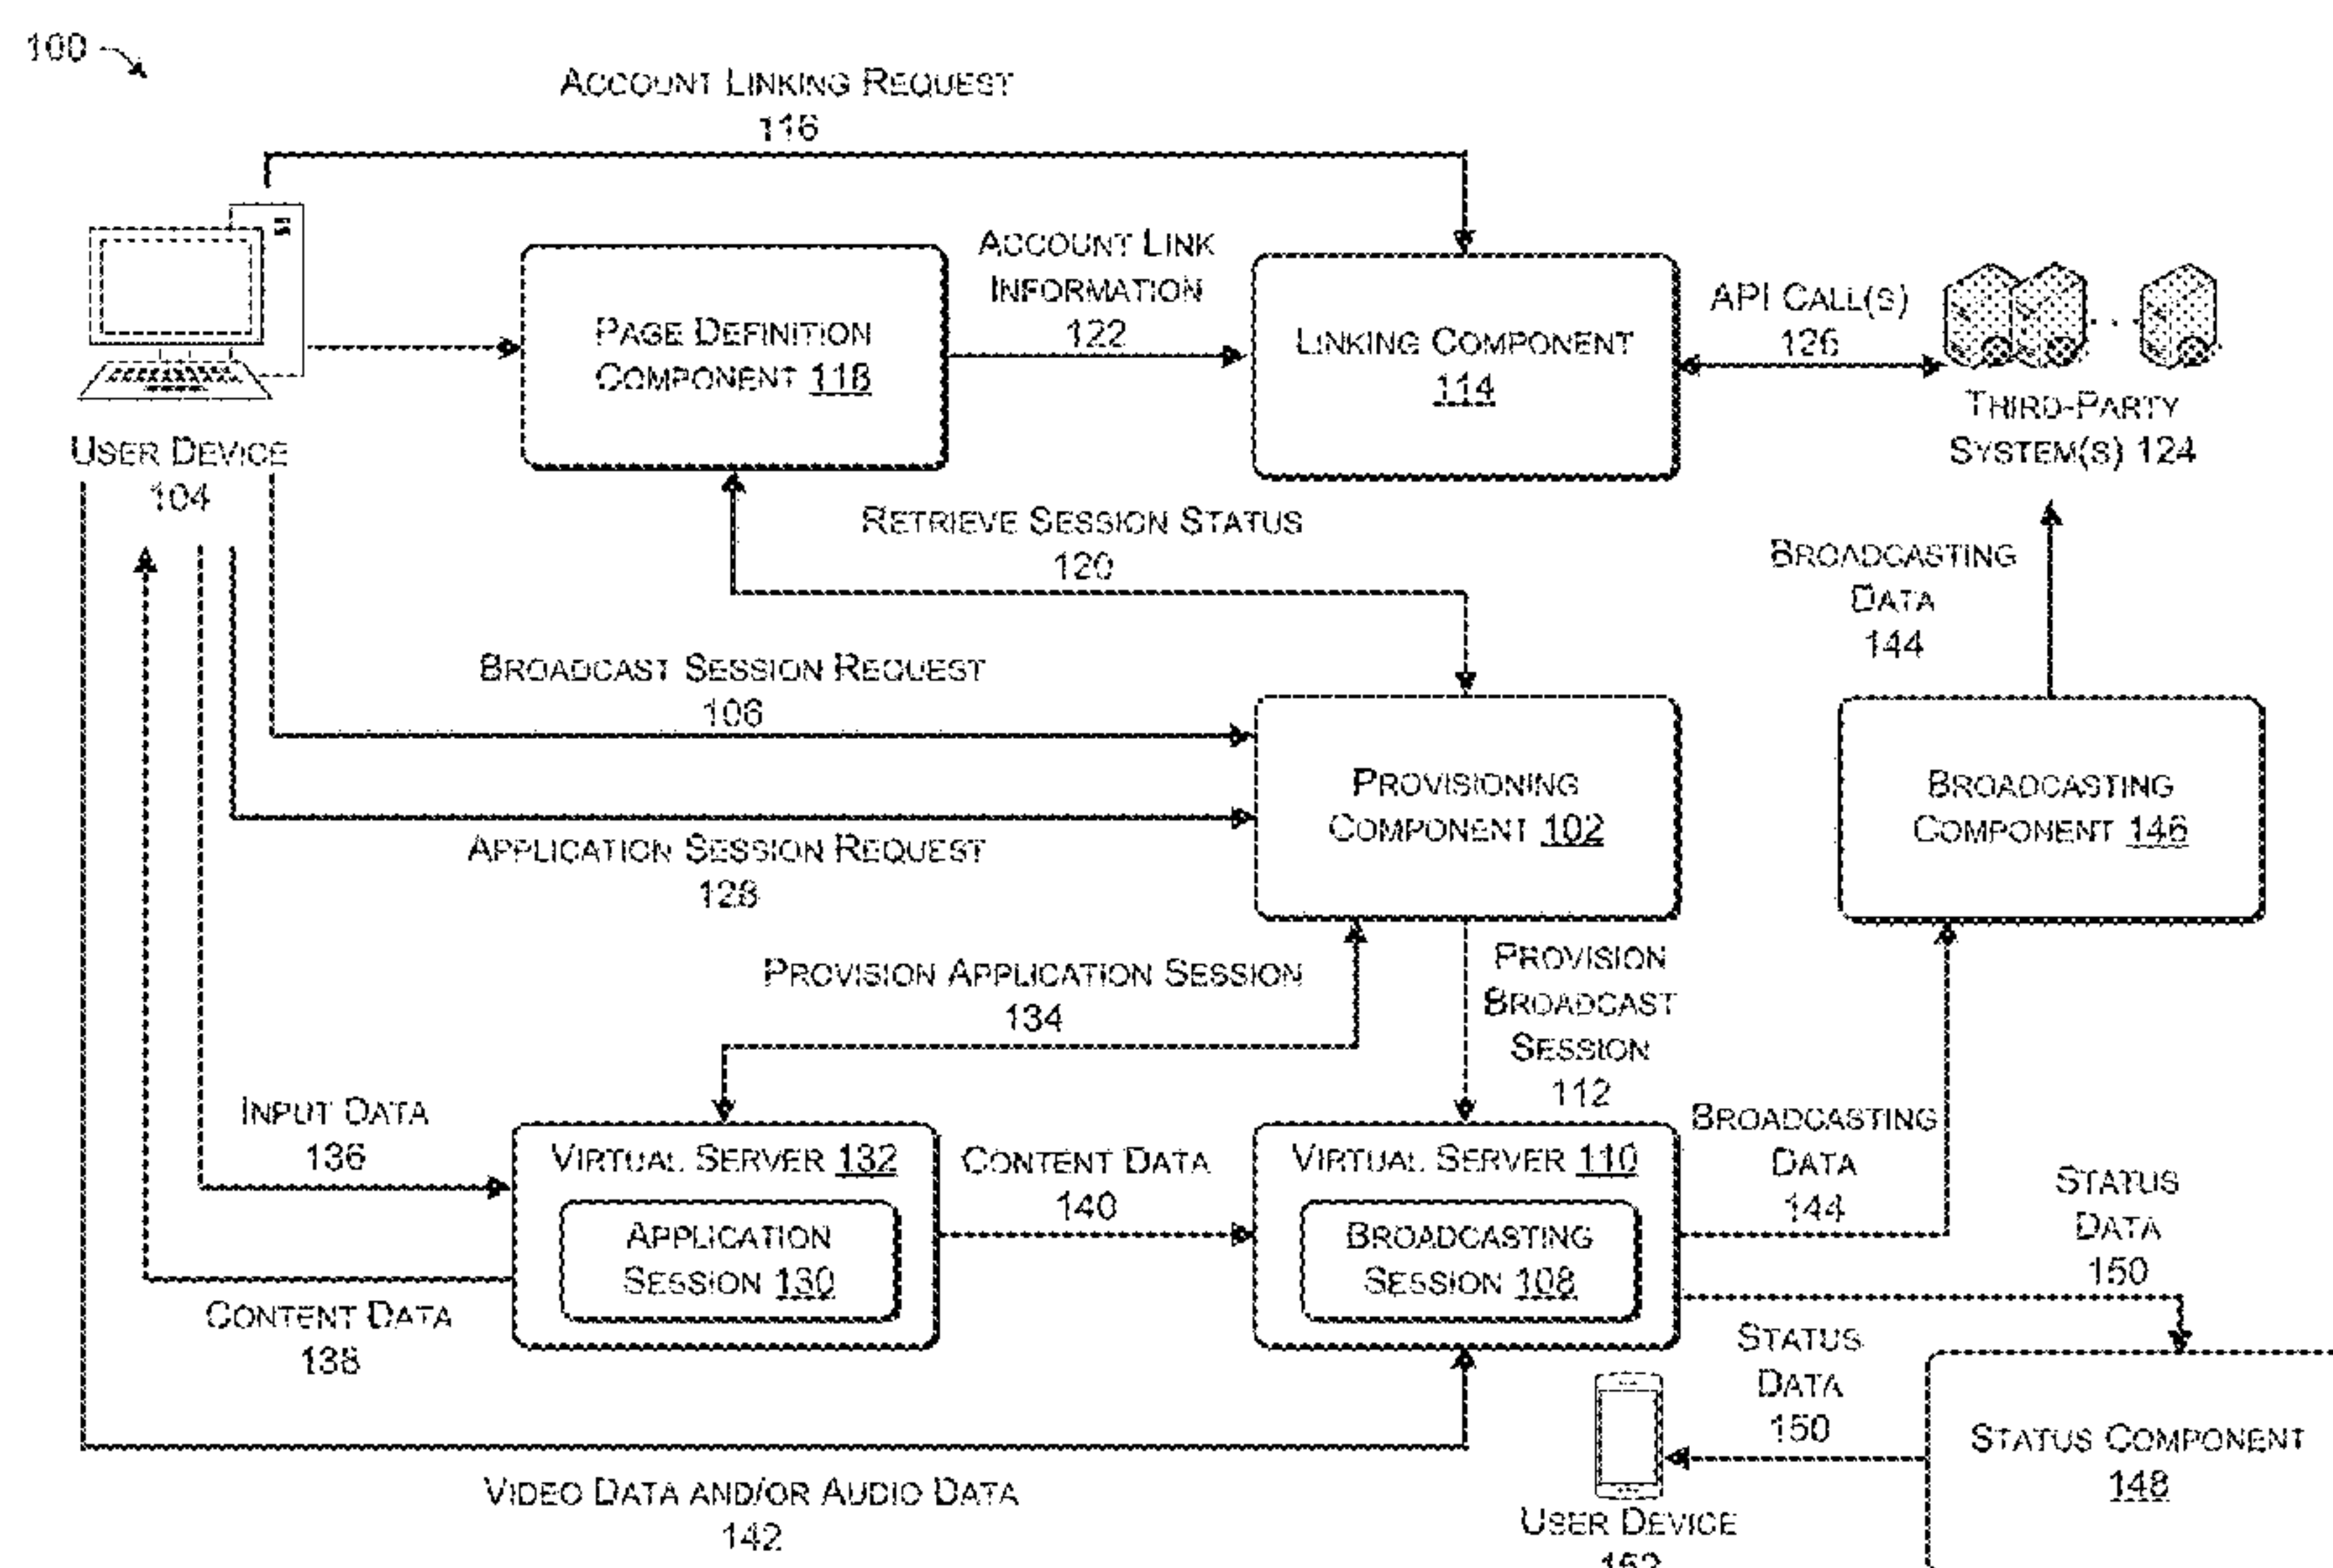 100
ACCOUNT LINKING REQUEST
116
ACCOUNT LINK
INFORMATION
122
PAGE DEFINITION
COMPONENT 118
LINKING COMPONENT
114
API CALL(S)
126
THIRD-PARTY
SYSTEM(S) 124
USER DEVICE
104
RETRIEVE SESSION STATUS
120
BROADCASTING
DATA
144
BROADCAST SESSION REQUEST
106
PROVISIONING
COMPONENT 102
BROADCASTING
COMPONENT 146
APPLICATION SESSION REQUEST
128
PROVISION APPLICATION SESSION
134
PROVISION
BROADCAST
SESSION
112
INPUT DATA
136
VIRTUAL SERVER 132
APPLICATION
SESSION 130
CONTENT DATA
140
VIRTUAL SERVER 110
BROADCASTING
SESSION 108
BROADCASTING
DATA
144
STATUS
DATA
150
CONTENT DATA
138
STATUS
DATA
150
STATUS COMPONENT
148
VIDEO DATA AND/OR AUDIO DATA
142
USER DEVICE
152